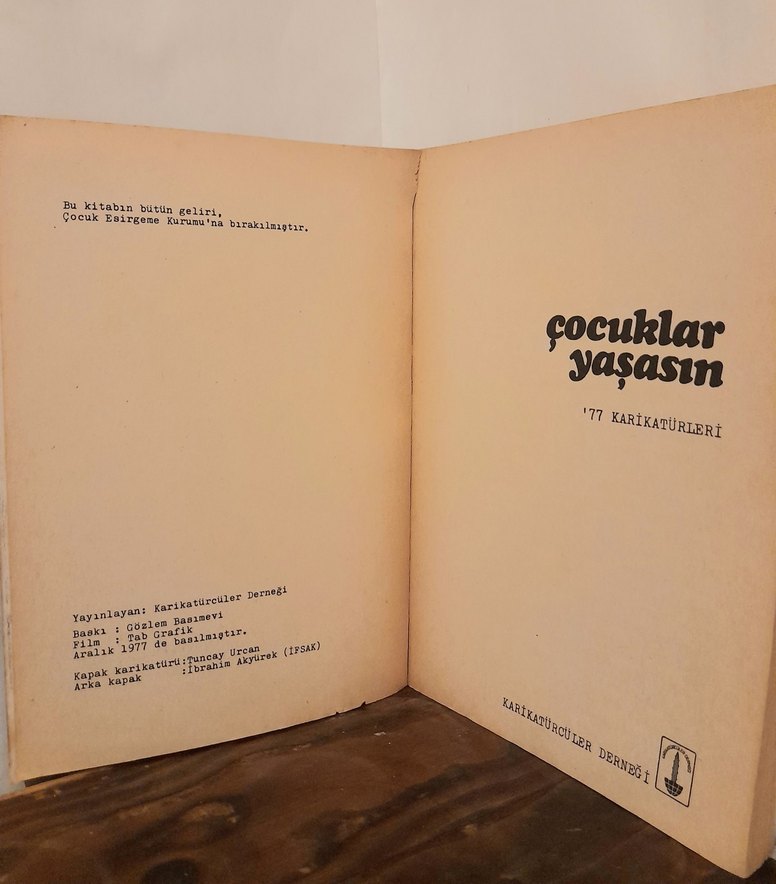 Bu kitabın bütün geliri,
Çocuk Esirgeme Kurumu'na bırakılmıştır.
Yayınlayan: Karikatürcüler Derneği
Baskı : Gözlem Basımevi
Film : Tab Grafik
Aralık 1977 de basılmıştır.
Kapak karikatürü:Tuncay Urcan
Arka kapak :İbrahim Akyürek (İFSAK)
çocuklar
yaşasın
'77 KARİKATÜRLERİ
KARİKATÜRCÜLER DERNEĞİ